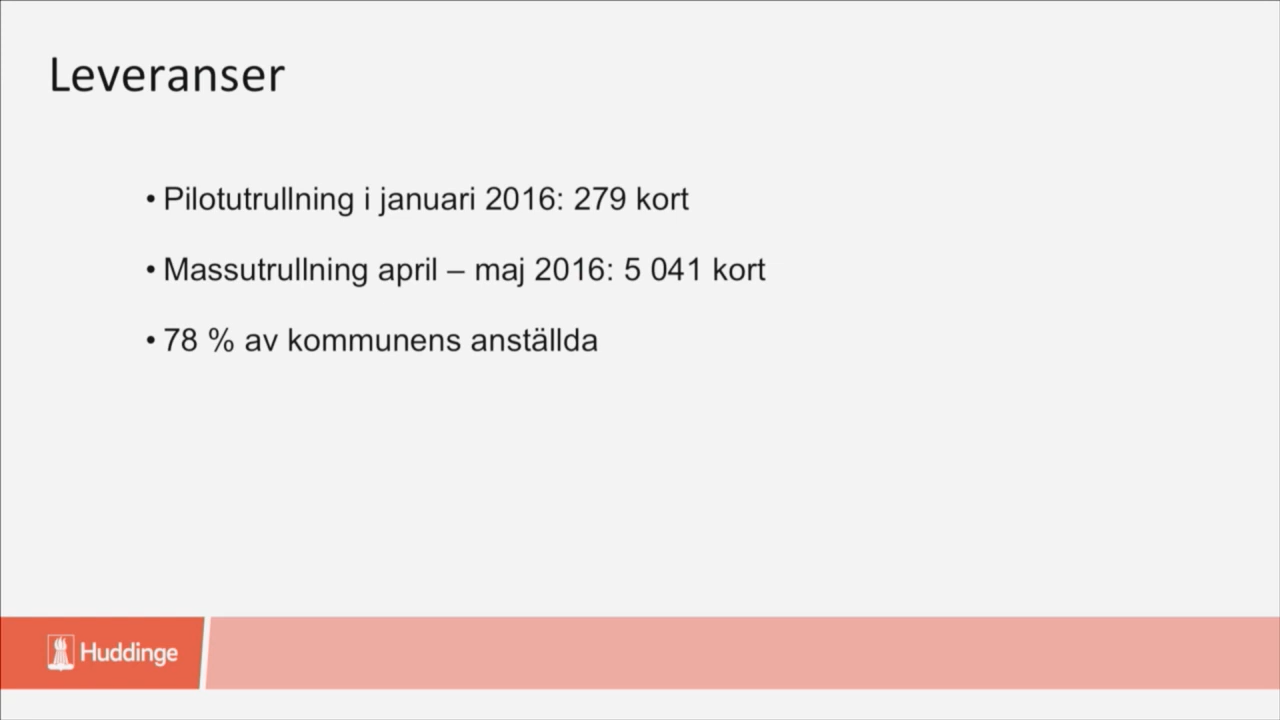 Leveranser
• Pilotutrullning i januari 2016: 279 kort
• Massutrullning april – maj 2016: 5 041 kort
• 78 % av kommunens anställda
Huddinge